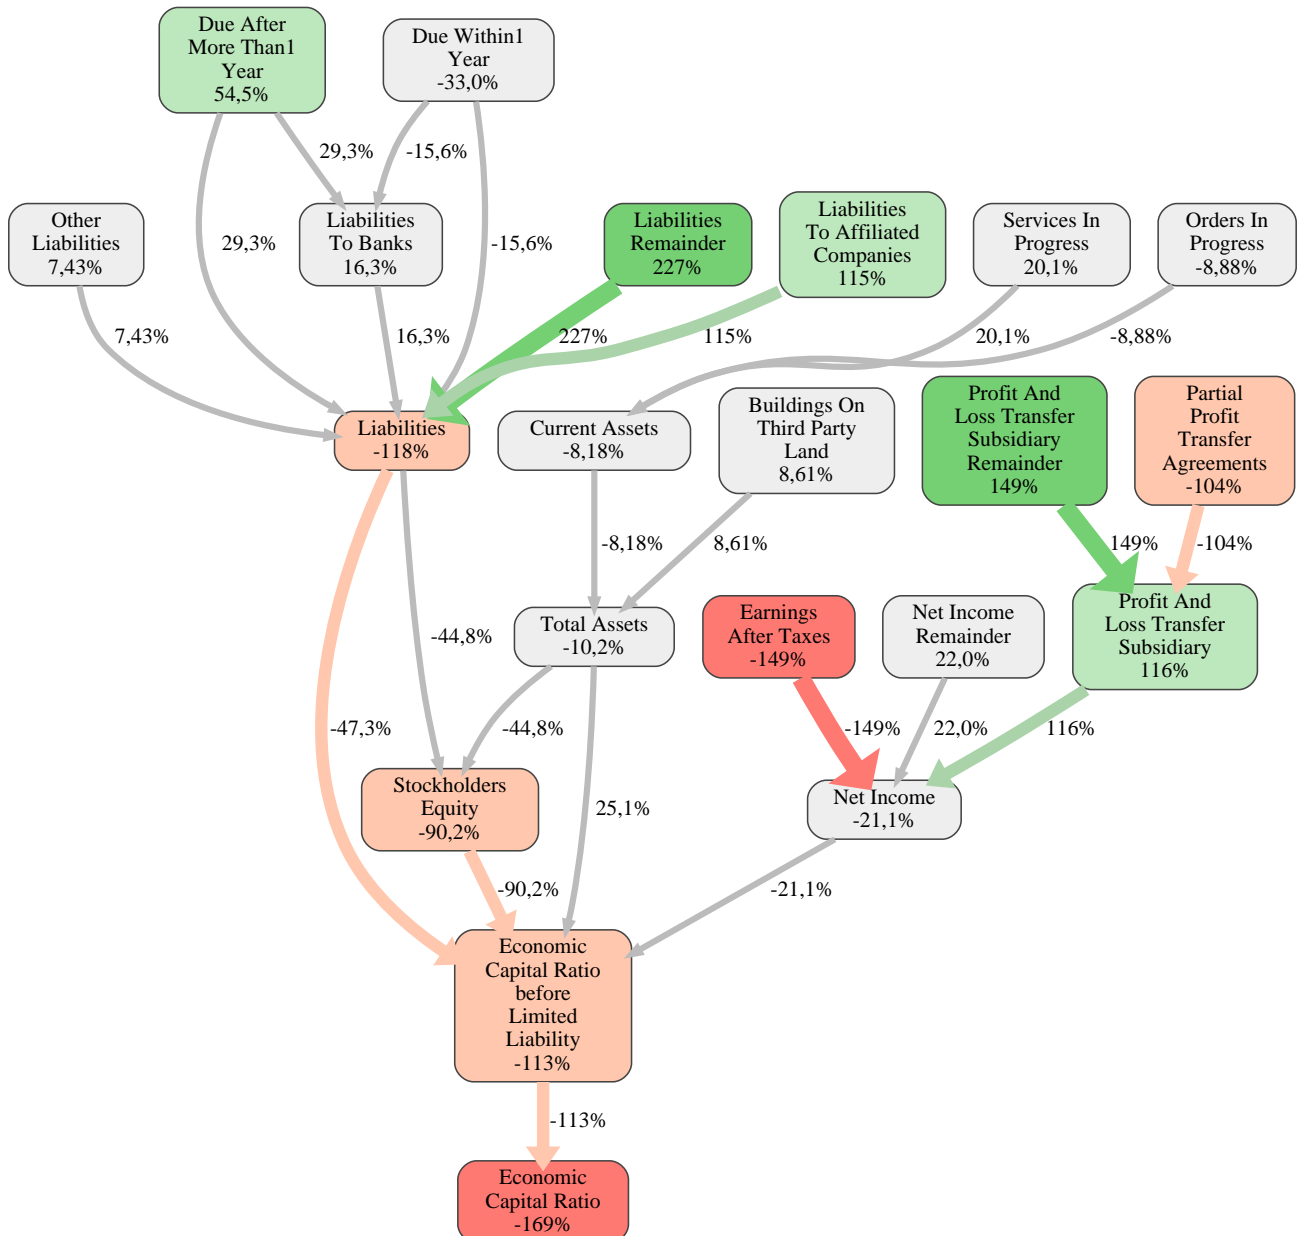 Due After
More Than1
Year
54,5%
Due Within1
Year
-33,0%
29,3%
-15,6%
Other
Liabilities
7,43%
29,3%
Liabilities
To Banks
16,3%
-15,6%
Liabilities
Remainder
227%
Liabilities
To Affiliated
Companies
115%
Services In
Progress
20,1%
Orders In
Progress
-8,88%
7,43%
16,3%
227%
115%
20,1%
-8,88%
Liabilities
-118%
Current Assets
-8,18%
Buildings On
Third Party
Land
8,61%
Profit And
Loss Transfer
Subsidiary
Remainder
149%
Partial
Profit
Transfer
Agreements
-104%
-8,18%
8,61%
149%
-104%
-44,8%
Total Assets
-10,2%
Earnings
After Taxes
-149%
Net Income
Remainder
22,0%
Profit And
Loss Transfer
Subsidiary
116%
-47,3%
-44,8%
-149%
22,0%
116%
Stockholders
Equity
-90,2%
25,1%
Net Income
-21,1%
-90,2%
-21,1%
Economic
Capital Ratio
before
Limited
Liability
-113%
-113%
Economic
Capital Ratio
-169%